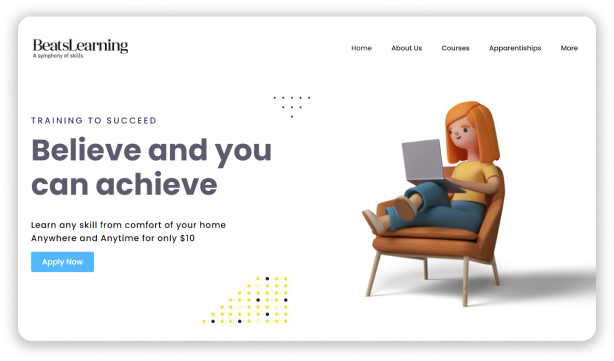 BeatsLearning
A symphony of skills
Home About Us Courses Apparentiships More
TRAINING TO SUCCEED
Believe and you
can achieve
Learn any skill from comfort of your home
Anywhere and Anytime for only $10
Apply Now